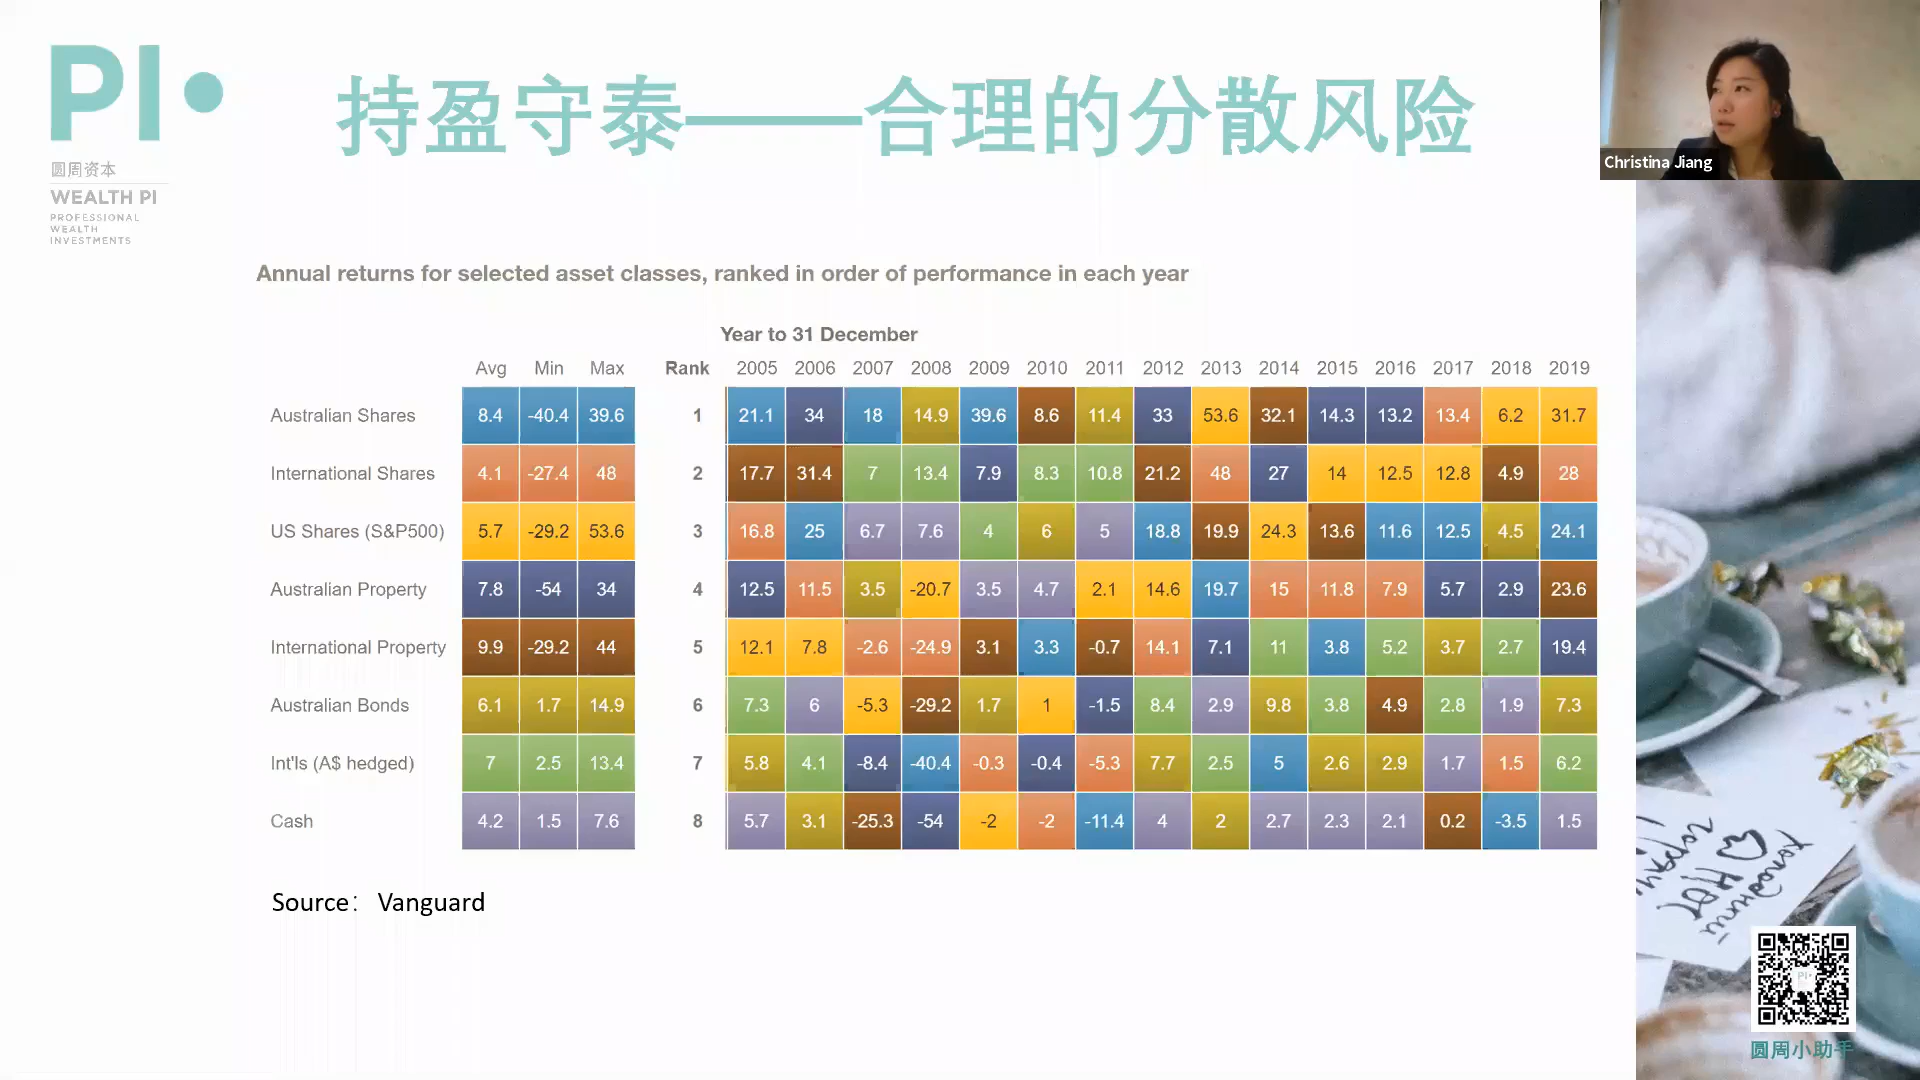 PI
圆周资本
WEALTH PI
PROFESSIONAL
WEALTH
INVESTMENTS
持盈守泰——合理的分散风险
Christina Jiang
Annual returns for selected asset classes, ranked in order of performance in each year
Year to 31 December
Avg Min Max Rank 2005 2006 2007 2008 2009 2010 2011 2012 2013 2014 2015 2016 2017 2018 2019
Australian Shares 8.4 -40.4 39.6 1 21.1 34 18 14.9 39.6 8.6 11.4 33 53.6 32.1 14.3 13.2 13.4 6.2 31.7
International Shares 4.1 -27.4 48 2 17.7 31.4 7 13.4 7.9 8.3 10.8 21.2 48 27 14 12.5 12.8 4.9 28
US Shares (S&P500) 5.7 -29.2 53.6 3 16.8 25 6.7 7.6 4 6 5 18.8 19.9 24.3 13.6 11.6 12.5 4.5 24.1
Australian Property 7.8 -54 34 4 12.5 11.5 3.5 -20.7 3.5 4.7 2.1 14.6 19.7 15 11.8 7.9 5.7 2.9 23.6
International Property 9.9 -29.2 44 5 12.1 7.8 -2.6 -24.9 3.1 3.3 -0.7 14.1 7.1 11 3.8 5.2 3.7 2.7 19.4
Australian Bonds 6.1 1.7 14.9 6 7.3 6 -5.3 -29.2 1.7 1 -1.5 8.4 2.9 9.8 3.8 4.9 2.8 1.9 7.3
Int'ls (A$ hedged) 7 2.5 13.4 7 5.8 4.1 -8.4 -40.4 -0.3 -0.4 -5.3 7.7 2.5 5 2.6 2.9 1.7 1.5 6.2
Cash 4.2 1.5 7.6 8 5.7 3.1 -25.3 -54 -2 -2 -11.4 4 2 2.7 2.3 2.1 0.2 -3.5 1.5
Source： Vanguard
圆周小助手